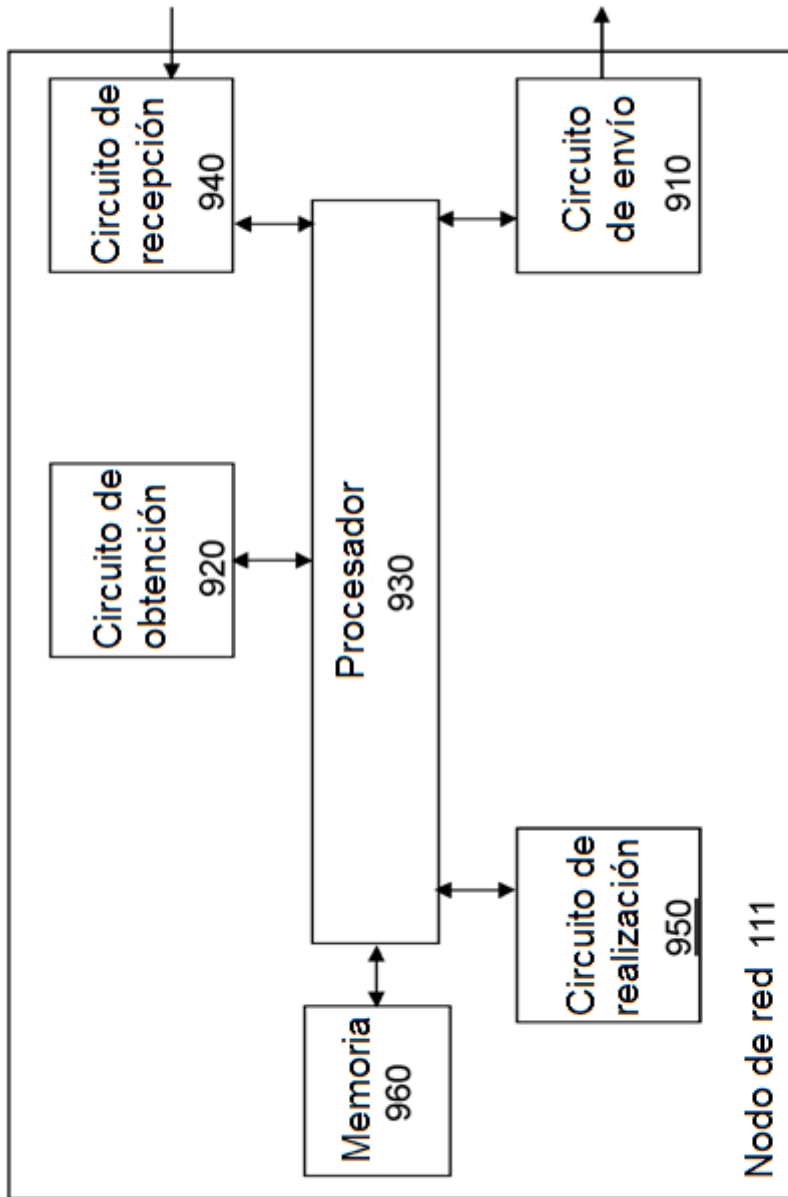 Circuito de
obtención
920
Circuito de
recepción
940
Memoria
960
Procesador
930
Circuito de
realización
950
Circuito
de envío
910
Nodo de red 111